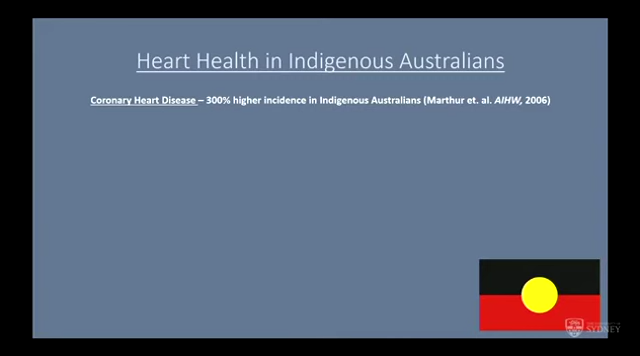 Heart Health in Indigenous Australians
Coronary Heart Disease – 300% higher incidence in Indigenous Australians (Marthur et. al. AIHW, 2006)
SYDNEY